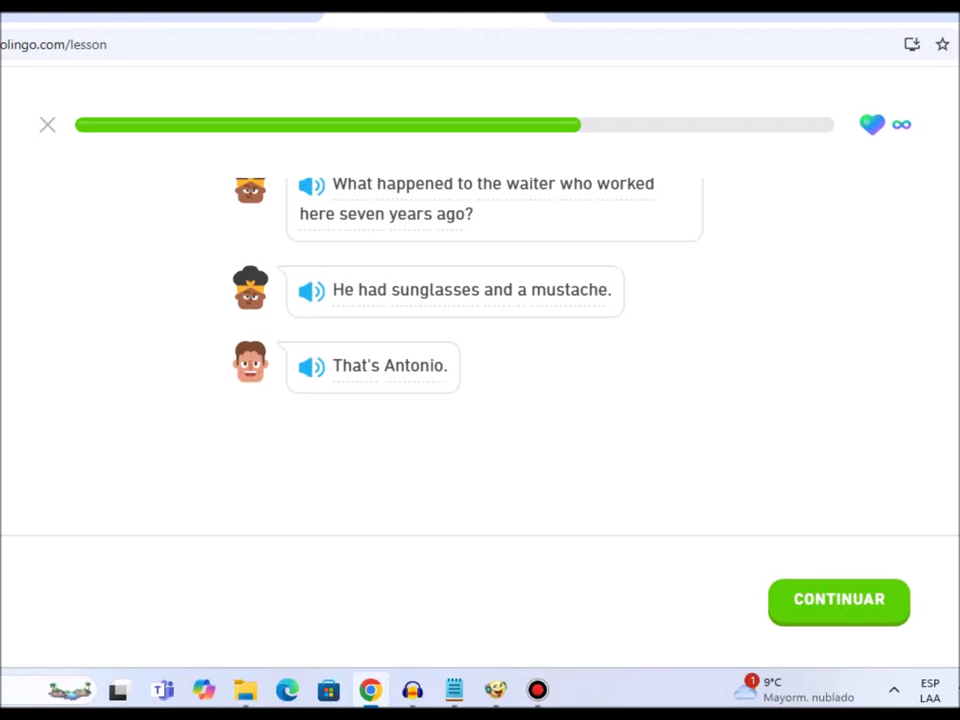 olingo.com/lesson
What happened to the waiter who worked
here seven years ago?
He had sunglasses and a mustache.
That's Antonio.
CONTINUAR
1
9°C
Mayorm. nublado
ESP
LAA